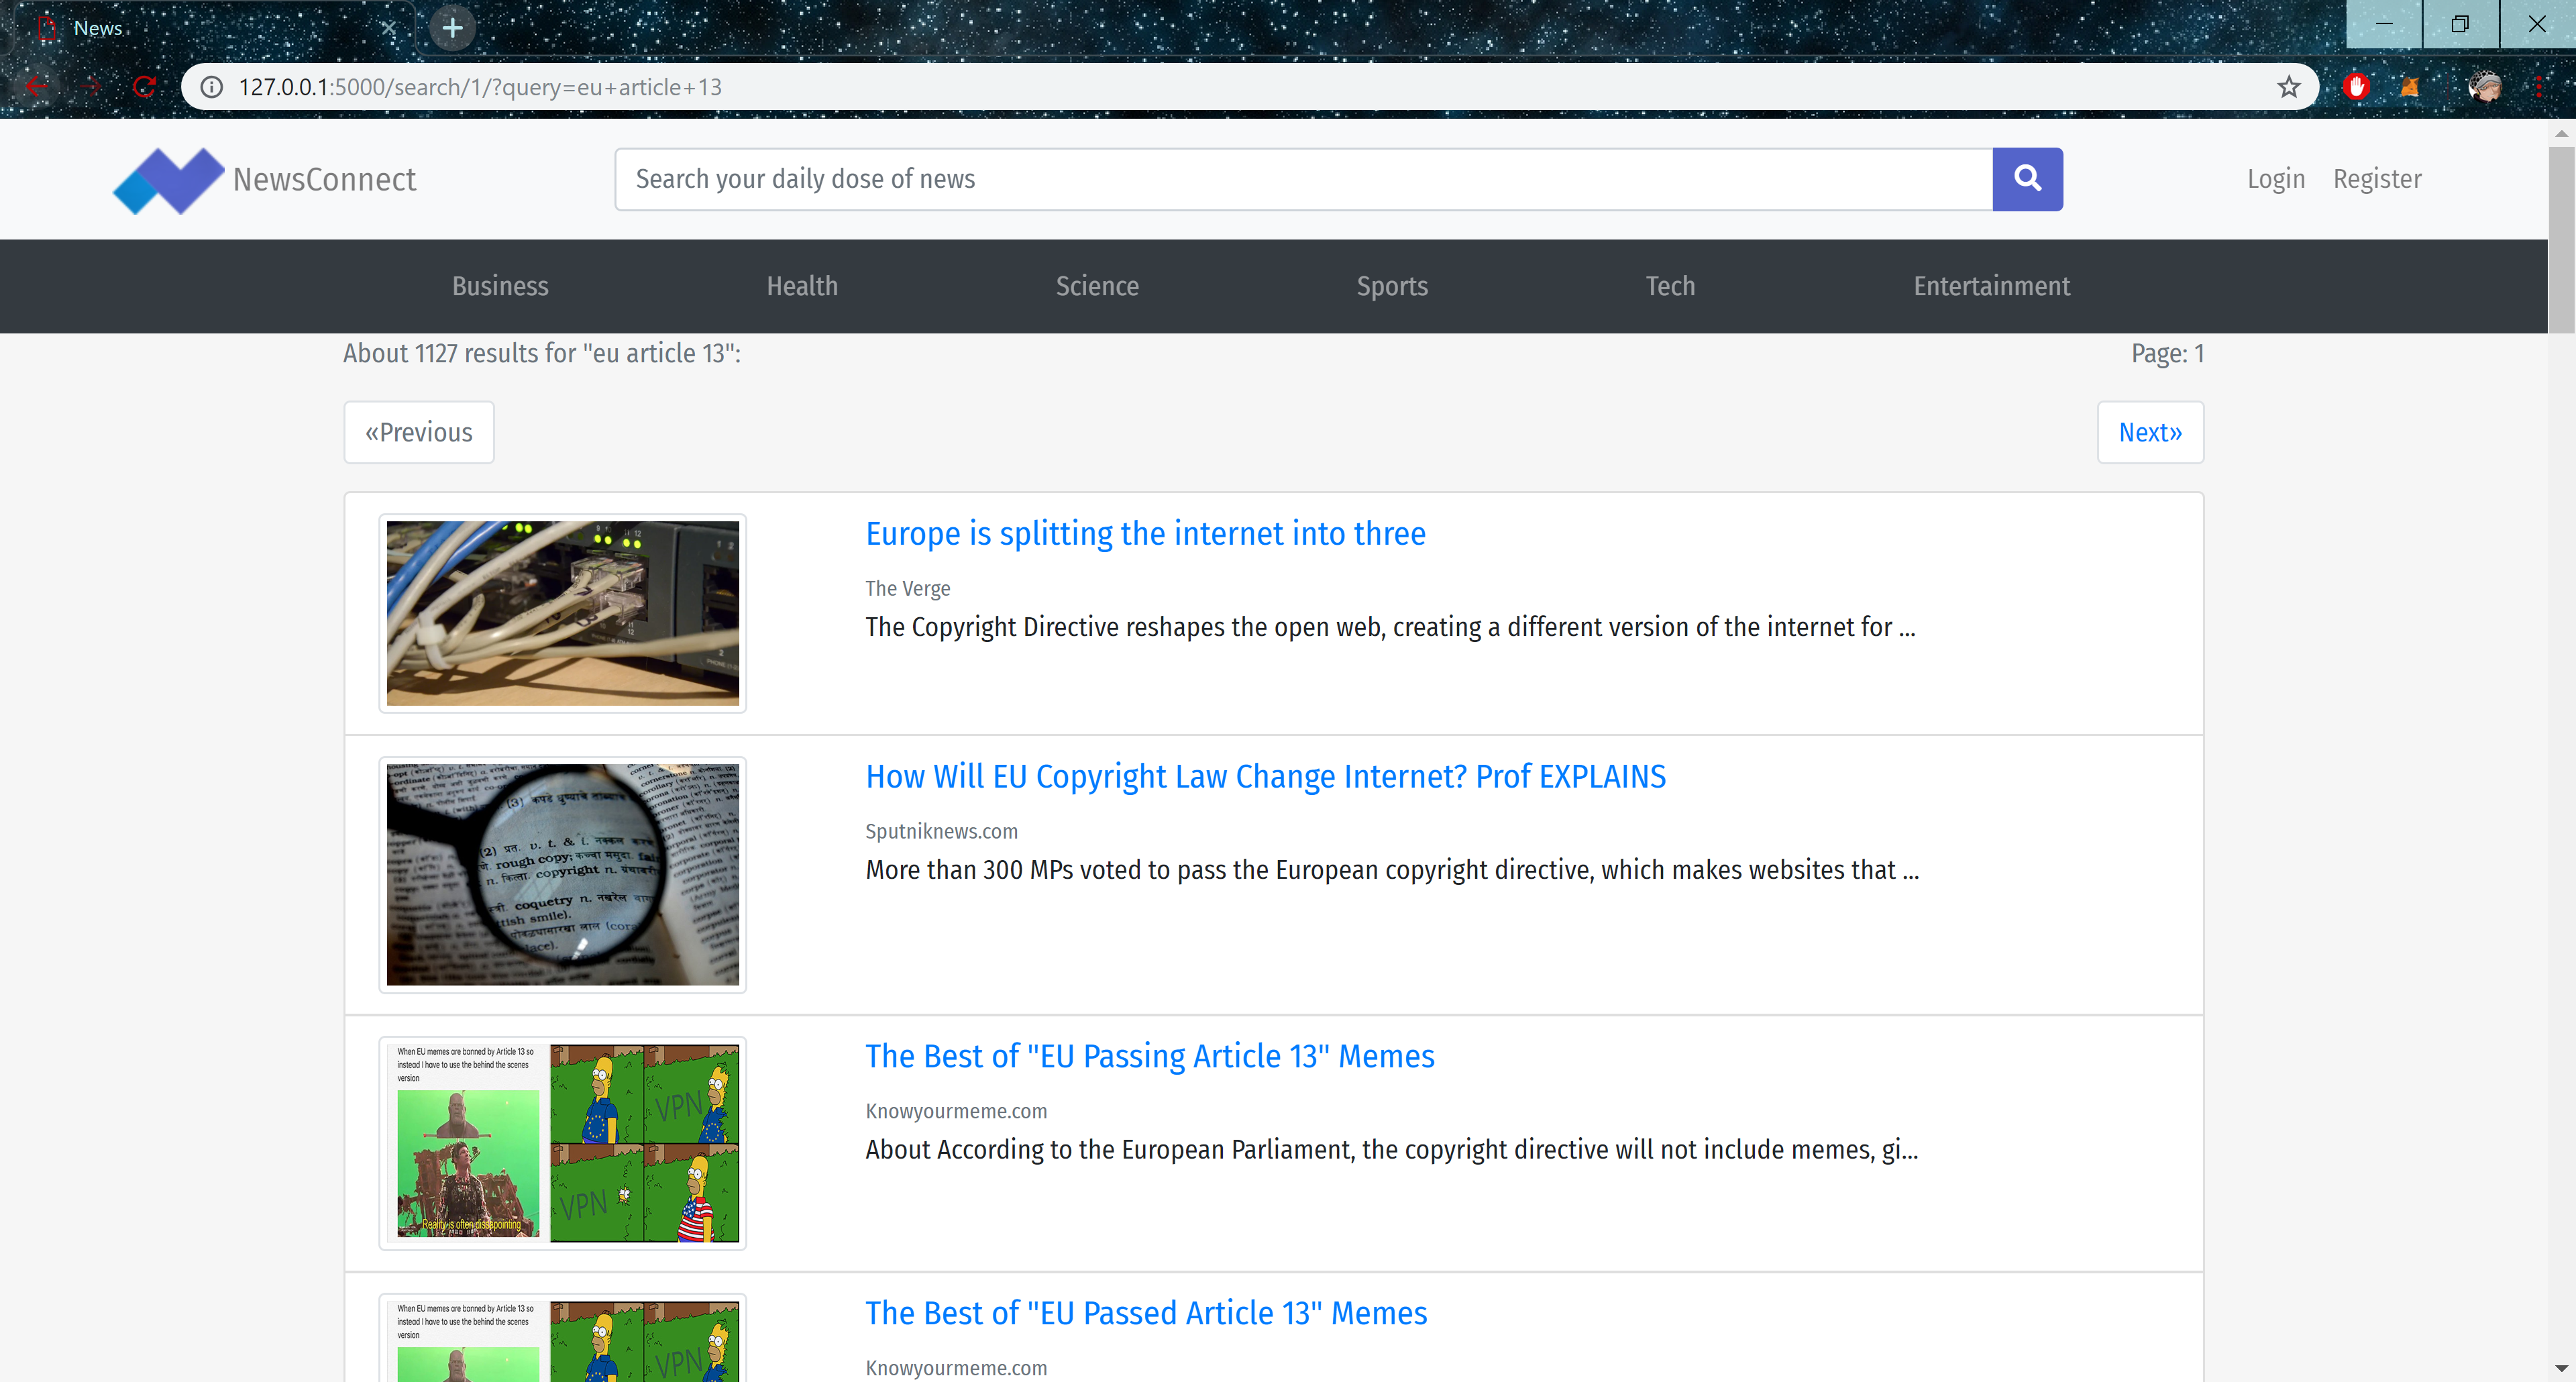 News
127.0.0.1:5000/search/1/?query=eu+article+13
NewsConnect
Search your daily dose of news
Login Register
Business Health Science Sports Tech Entertainment
About 1127 results for "eu article 13":
Page: 1
«Previous
Next»
Europe is splitting the internet into three
The Verge
The Copyright Directive reshapes the open web, creating a different version of the internet for ...
How Will EU Copyright Law Change Internet? Prof EXPLAINS
Sputniknews.com
More than 300 MPs voted to pass the European copyright directive, which makes websites that ...
rough copy;
copyright n.
coquetry n.
When EU memes are banned by Article 13 so
instead I have to use the behind the scenes
version
VPN
VPN
Reality is often dissapointing
The Best of "EU Passing Article 13" Memes
Knowyourmeme.com
About According to the European Parliament, the copyright directive will not include memes, gi...
When EU memes are banned by Article 13 so
instead I have to use the behind the scenes
version
VPN
The Best of "EU Passed Article 13" Memes
Knowyourmeme.com